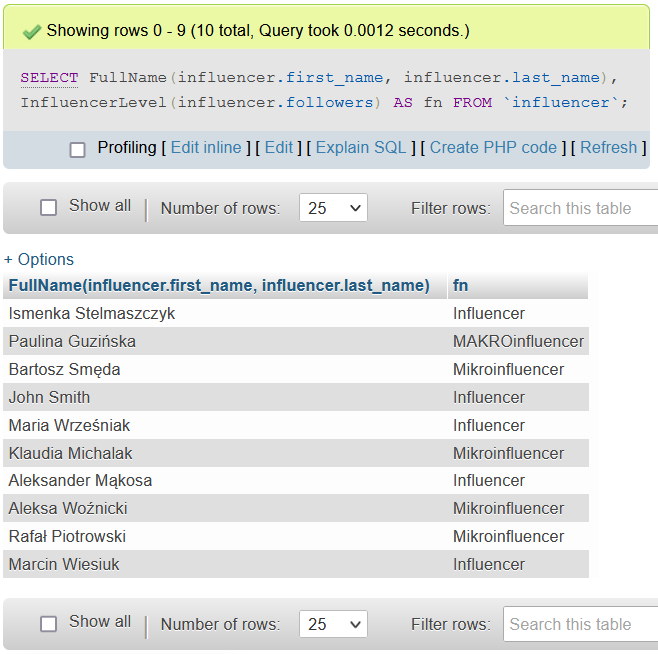 Showing rows 0 - 9 (10 total, Query took 0.0012 seconds.)
SELECT FullName(influencer.first_name, influencer.last_name),
InfluencerLevel(influencer.followers) AS fn FROM `influencer`;
Profiling [ Edit inline ] [ Edit ] [ Explain SQL ] [ Create PHP code ] [ Refresh ]
Show all | Number of rows: 25 Filter rows: Search this table
+ Options
FullName(influencer.first_name, influencer.last_name) fn
Ismenka Stelmaszczyk Influencer
Paulina Guzińska MAKROinfluencer
Bartosz Smęda Mikroinfluencer
John Smith Influencer
Maria Wrześniak Influencer
Klaudia Michalak Mikroinfluencer
Aleksander Mąkosa Influencer
Aleksa Woźnicki Mikroinfluencer
Rafał Piotrowski Mikroinfluencer
Marcin Wiesiuk Influencer
Show all | Number of rows: 25 Filter rows: Search this table